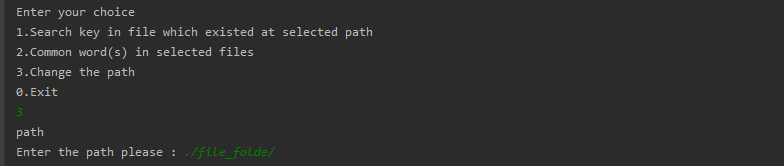 Enter your choice
1.Search key in file which existed at selected path
2.Common word(s) in selected files
3.Change the path
0.Exit
3
path
Enter the path please : ./file_folde/